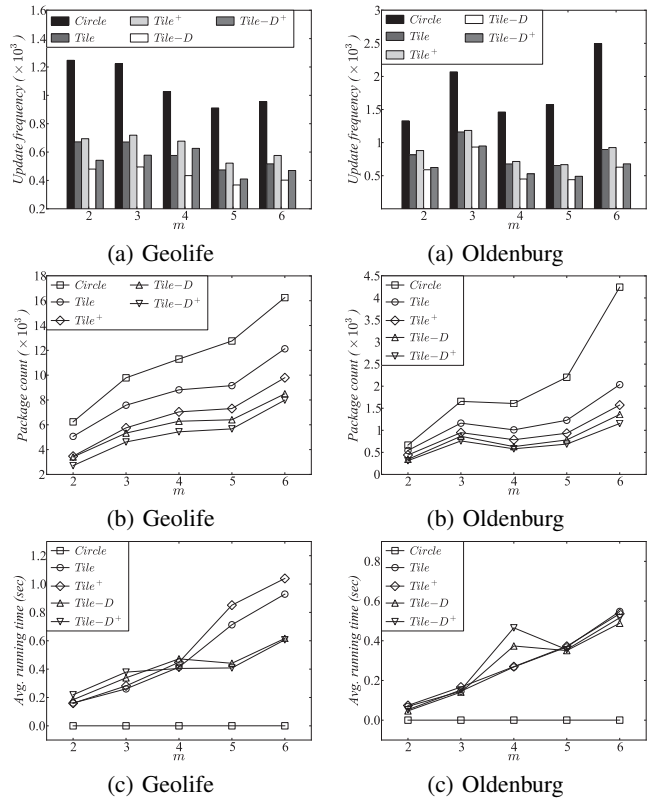 Update frequency (×10³)
1.6
1.4
1.2
1.0
0.8
0.6
0.4
0.2
Circle
Tile
Tile⁺
Tile−D
Tile−D⁺
2 3 4 5 6
m
(a) Geolife
Update frequency (×10³)
3
2.5
2
1.5
1
0.5
Circle
Tile
Tile⁺
Tile−D
Tile−D⁺
2 3 4 5 6
m
(a) Oldenburg
Package count (×10³)
18
16
14
12
10
8
6
4
2
Circle
Tile
Tile⁺
Tile−D
Tile−D⁺
2 3 4 5 6
m
(b) Geolife
Package count (×10³)
4.5
4
3.5
3
2.5
2
1.5
1
0.5
0
Circle
Tile
Tile⁺
Tile−D
Tile−D⁺
2 3 4 5 6
m
(b) Oldenburg
Avg. running time (sec)
1.2
1.0
0.8
0.6
0.4
0.2
0.0
Circle
Tile
Tile⁺
Tile−D
Tile−D⁺
2 3 4 5 6
m
(c) Geolife
Avg. running time (sec)
0.8
0.6
0.4
0.2
0.0
Circle
Tile
Tile⁺
Tile−D
Tile−D⁺
2 3 4 5 6
m
(c) Oldenburg